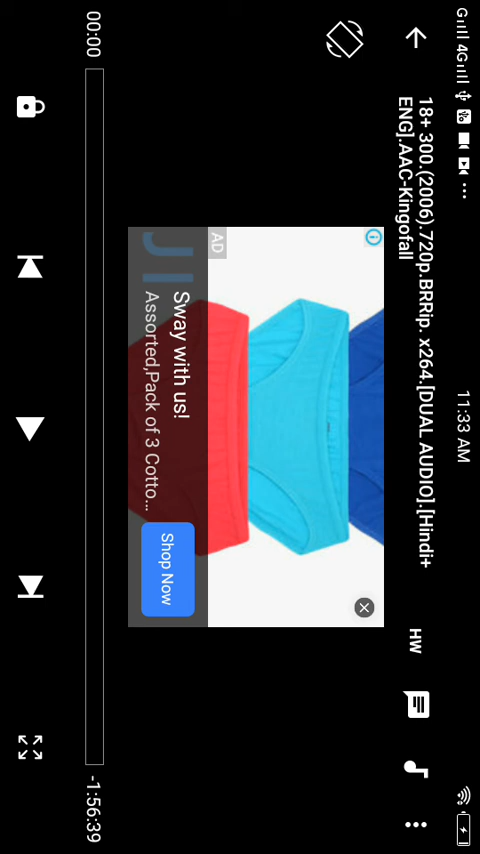 G 4G 11:33 AM
18+ 300.(2006).720p.BRRip. x264.[DUAL AUDIO].[Hindi+
ENG].AAC-Kingofall
HW
AD
Sway with us!
Assorted,Pack of 3 Cotto...
Shop Now
00:00
-1:56:39